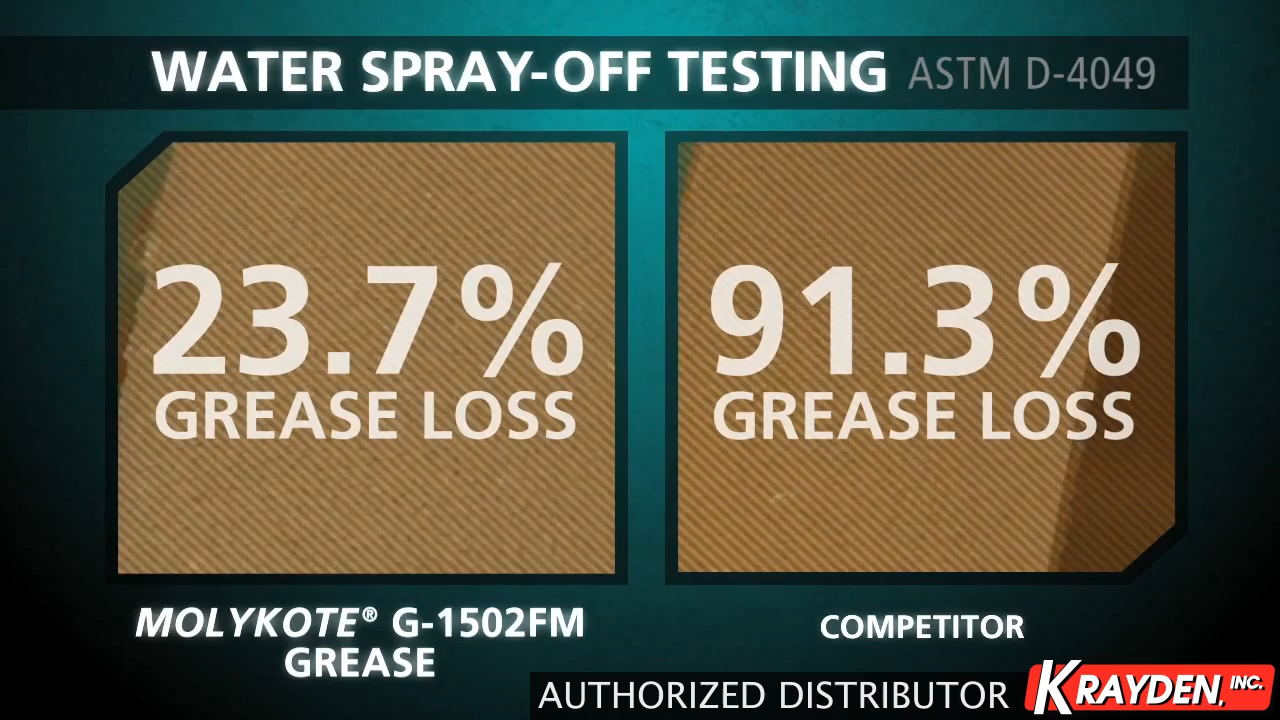 WATER SPRAY-OFF TESTING ASTM D-4049
23.7%
GREASE LOSS
91.3%
GREASE LOSS
MOLYKOTE® G-1502FM
GREASE
COMPETITOR
AUTHORIZED DISTRIBUTOR KRAYDEN, INC.